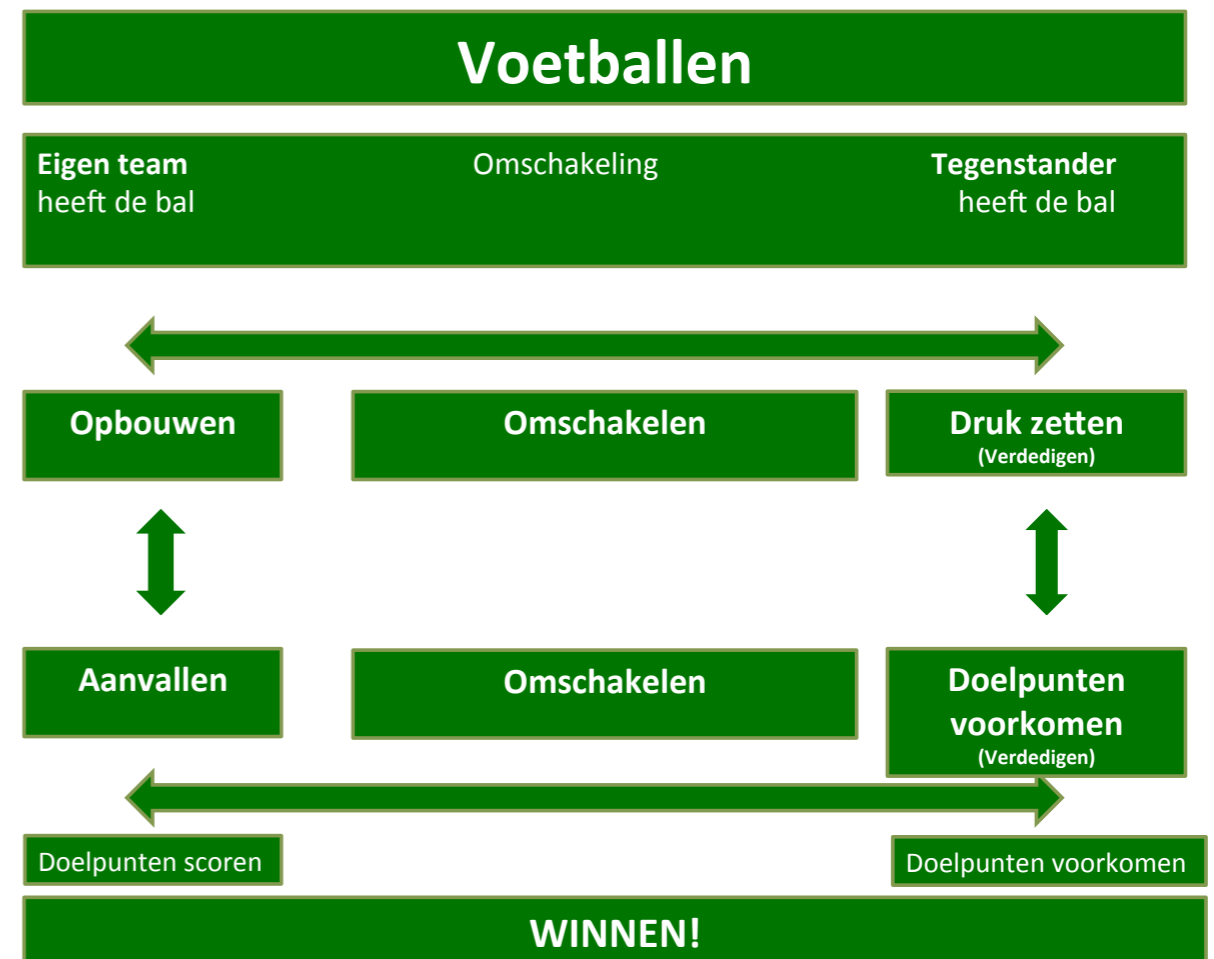 Voetballen
Eigen team Omschakeling Tegenstander
heeft de bal heeft de bal
Opbouwen Omschakelen Druk zetten
(Verdedigen)
Aanvallen Omschakelen Doelpunten
voorkomen
(Verdedigen)
Doelpunten scoren Doelpunten voorkomen
WINNEN!